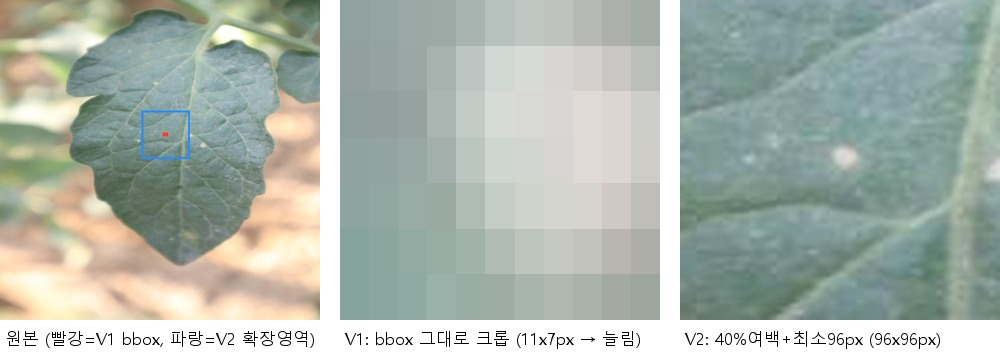 원본 (빨강=V1 bbox, 파랑=V2 확장영역)
V1: bbox 그대로 크롭 (11x7px → 늘림)
V2: 40%여백+최소96px (96x96px)